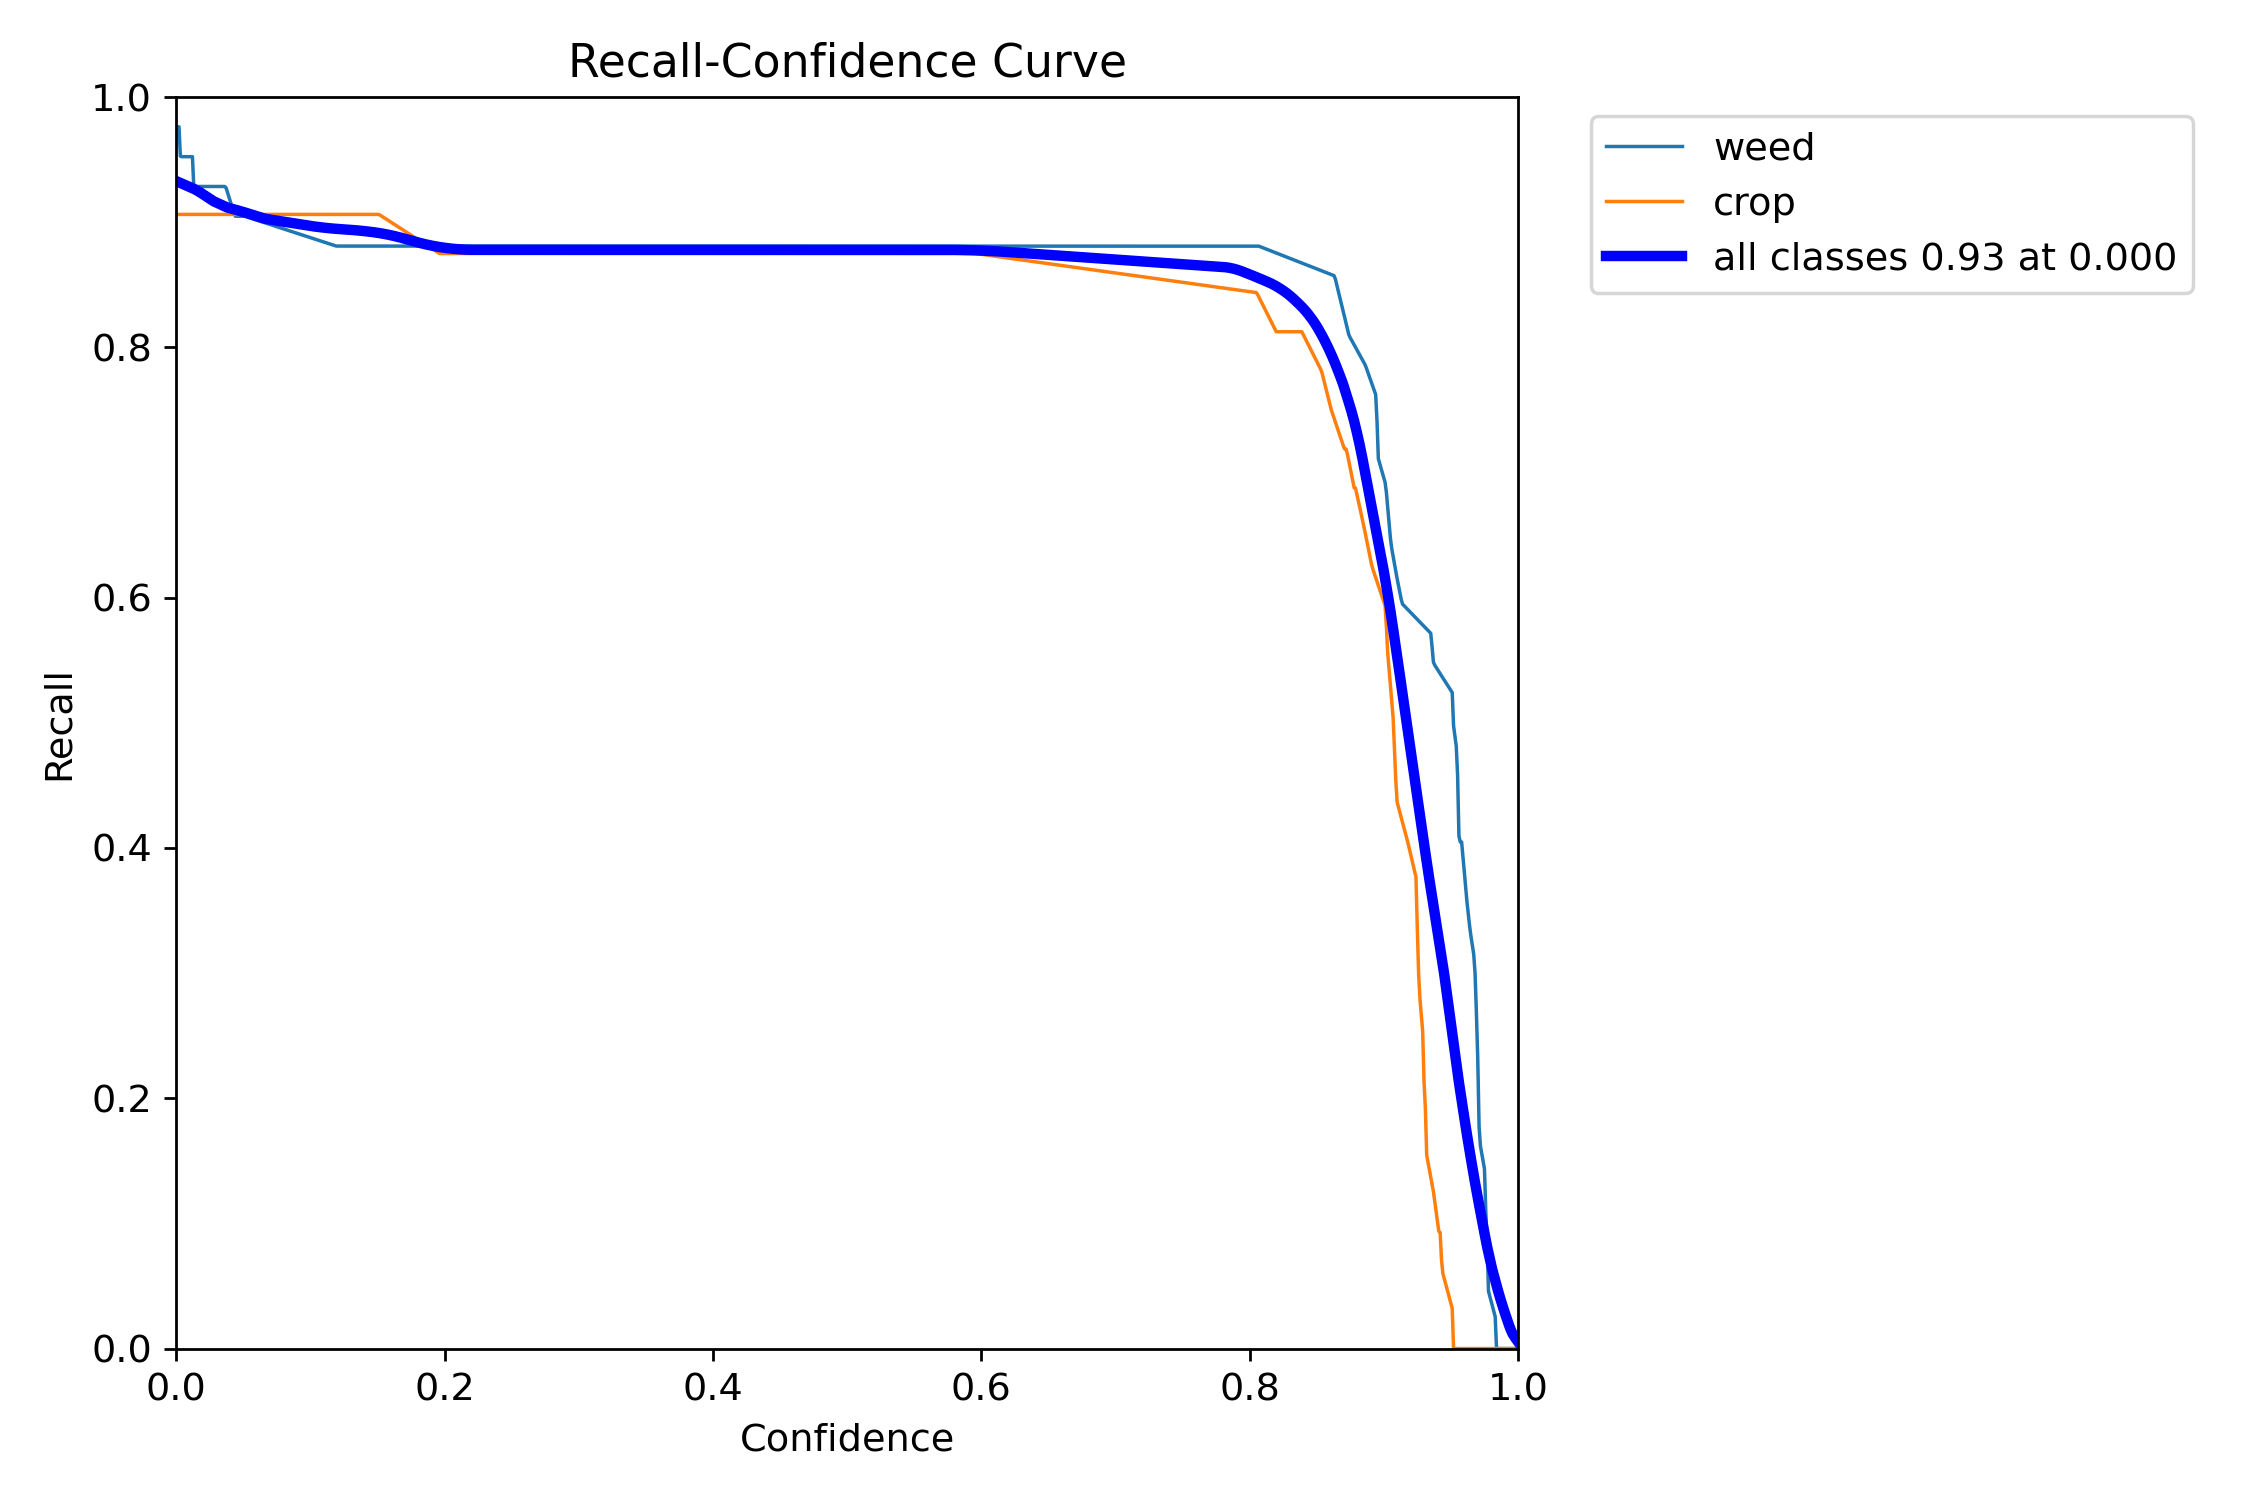 Recall-Confidence Curve
1.0
0.8
0.6
0.4
0.2
0.0
Recall
0.0 0.2 0.4 0.6 0.8 1.0
Confidence
weed
crop
all classes 0.93 at 0.000